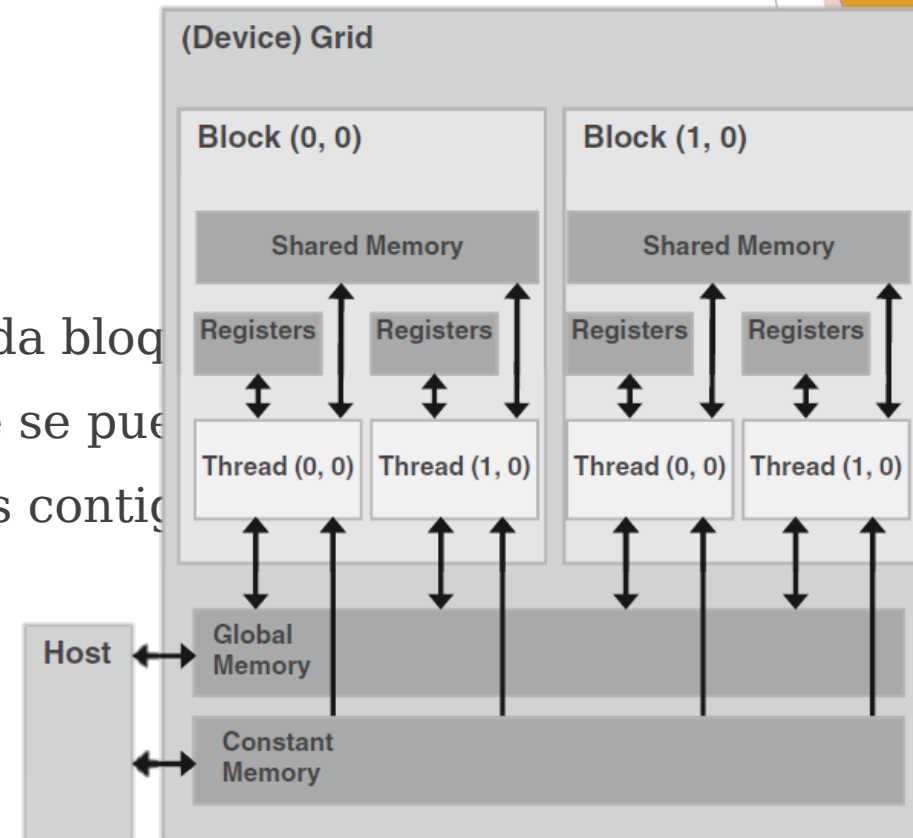 (Device) Grid
Block (0, 0)
Block (1, 0)
Shared Memory
Shared Memory
Registers
Registers
Registers
Registers
Thread (0, 0)
Thread (1, 0)
Thread (0, 0)
Thread (1, 0)
da bloq
se pue
s contig
Host
Global
Memory
Constant
Memory